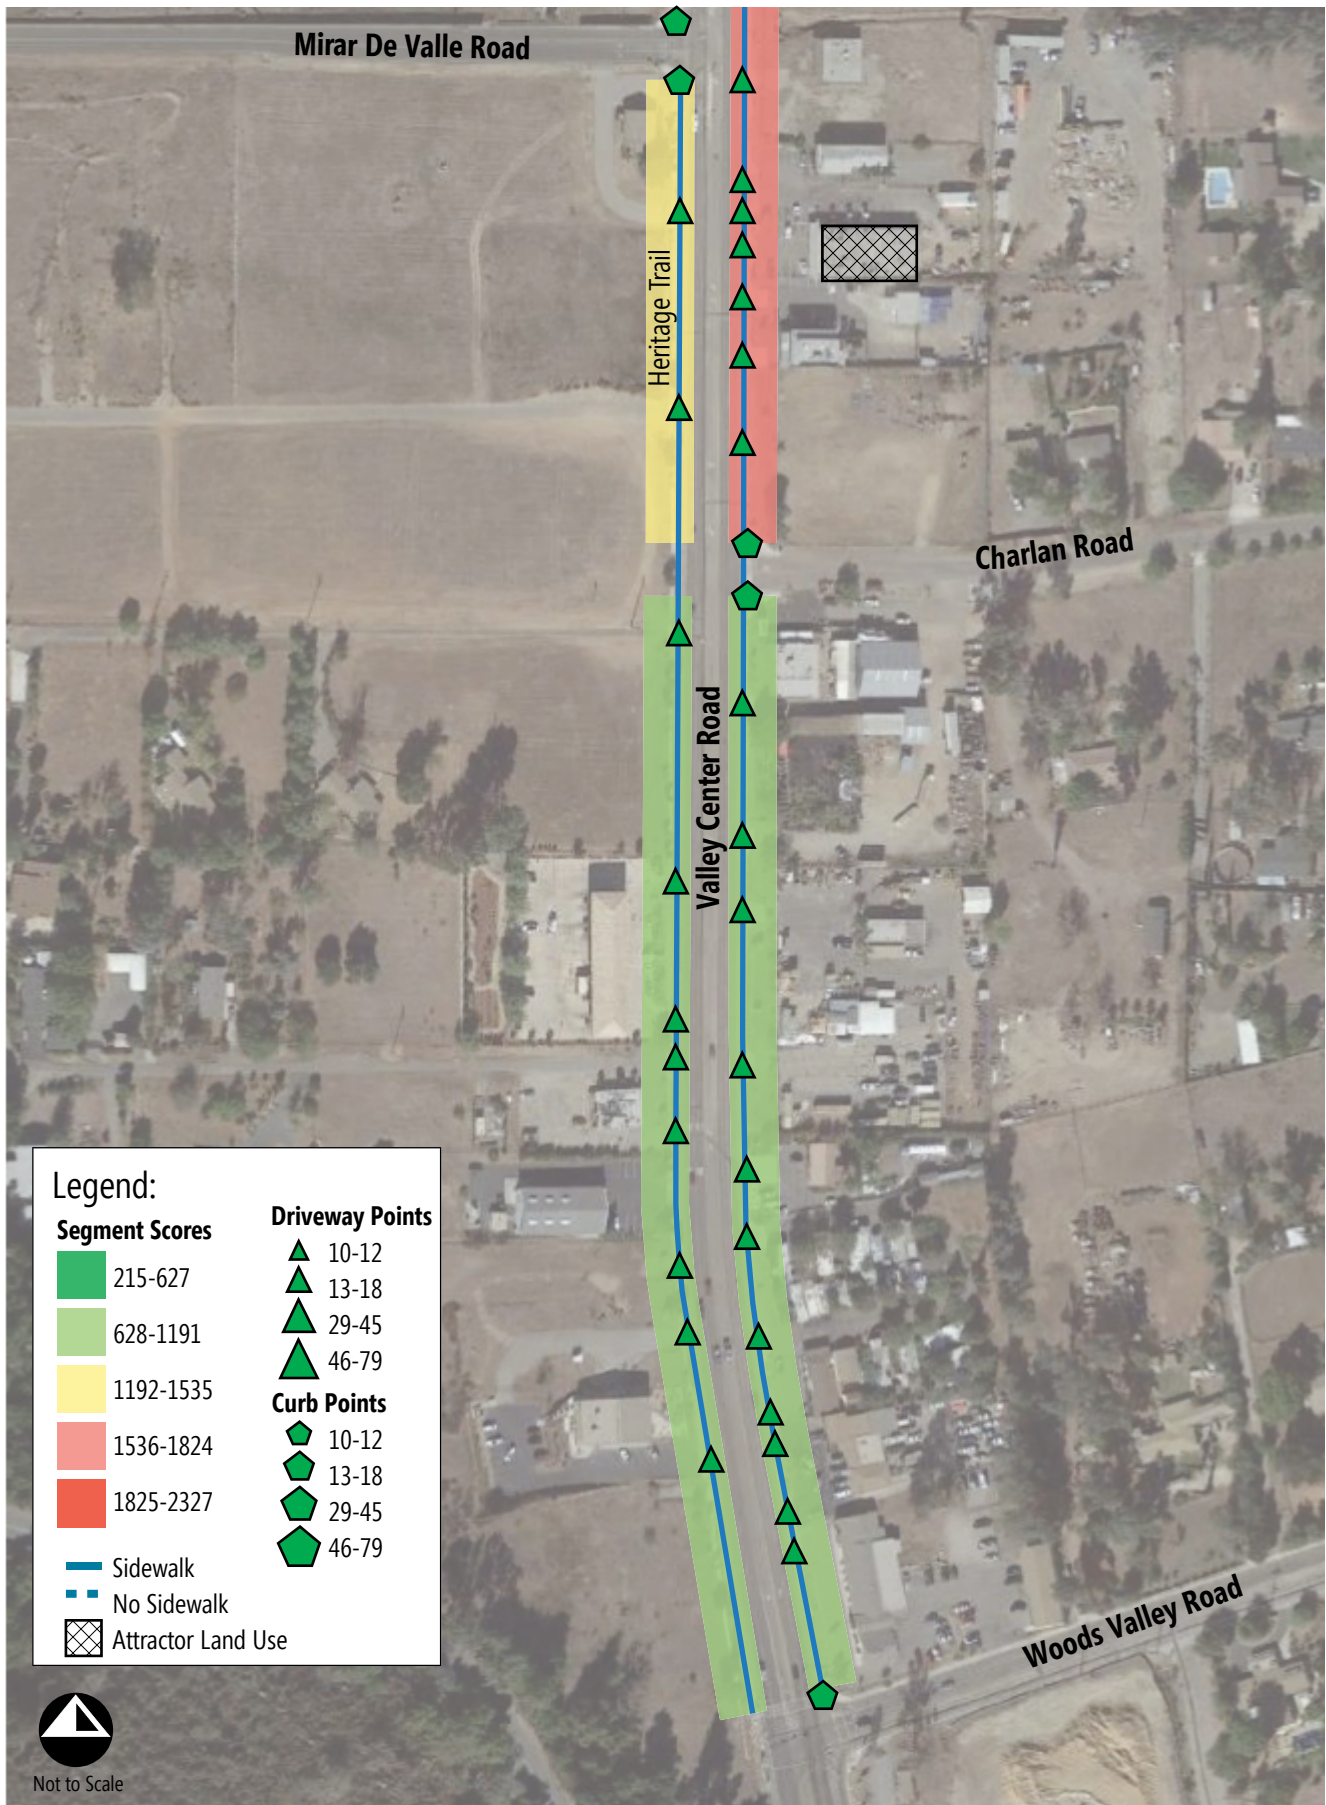 Mirar De Valle Road
Heritage Trail
Charlan Road
Valley Center Road
Woods Valley Road
Legend:
Segment Scores
215-627
628-1191
1192-1535
1536-1824
1825-2327
Sidewalk
No Sidewalk
Attractor Land Use
Driveway Points
10-12
13-18
29-45
46-79
Curb Points
10-12
13-18
29-45
46-79
Not to Scale